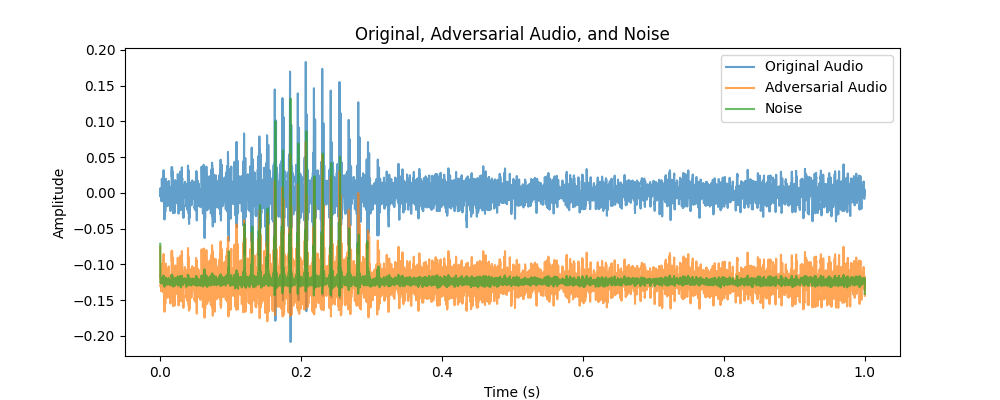 Original, Adversarial Audio, and Noise
Original Audio
Adversarial Audio
Noise
Amplitude
0.20
0.15
0.10
0.05
0.00
−0.05
−0.10
−0.15
−0.20
0.0 0.2 0.4 0.6 0.8 1.0
Time (s)